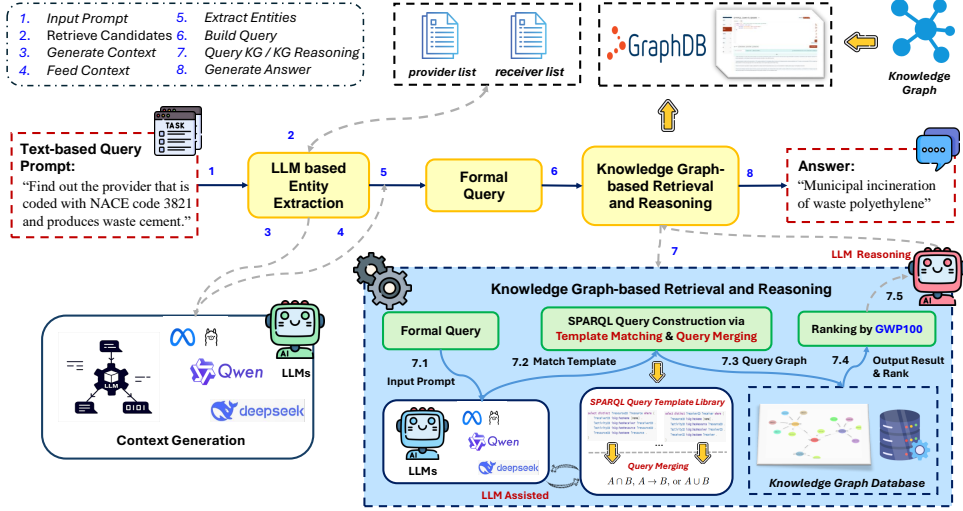 1. Input Prompt
2. Retrieve Candidates
3. Generate Context
4. Feed Context
5. Extract Entities
6. Build Query
7. Query KG / KG Reasoning
8. Generate Answer
provider list
receiver list
GraphDB
Knowledge
Graph
TASK
Text-based Query
Prompt:
“Find out the provider that is
coded with NACE code 3821
and produces waste cement.”
1
2
LLM based
Entity
Extraction
3
4
5
Formal
Query
6
Knowledge Graph-
based Retrieval
and Reasoning
8
Answer:
“Municipal incineration
of waste polyethylene”
7
LLM Reasoning
AI
LLM
AI
LLMs
Qwen
deepseek
Context Generation
Knowledge Graph-based Retrieval and Reasoning
7.5
Formal Query
SPARQL Query Construction via
Template Matching & Query Merging
Ranking by GWP100
7.1
Input Prompt
7.2 Match Template
7.3 Query Graph
7.4
Output Result
& Rank
AI
LLMs
Qwen
deepseek
LLM Assisted
SPARQL Query Template Library
...
Query Merging
A ∩ B, A → B, or A ∪ B
Knowledge Graph Database